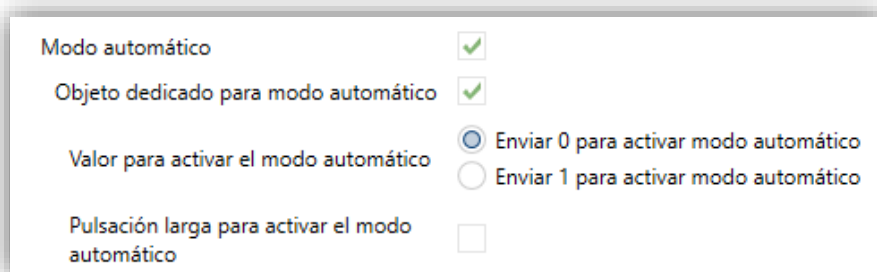 Modo automático
Objeto dedicado para modo automático
Valor para activar el modo automático
Enviar 0 para activar modo automático
Enviar 1 para activar modo automático
Pulsación larga para activar el modo
automático